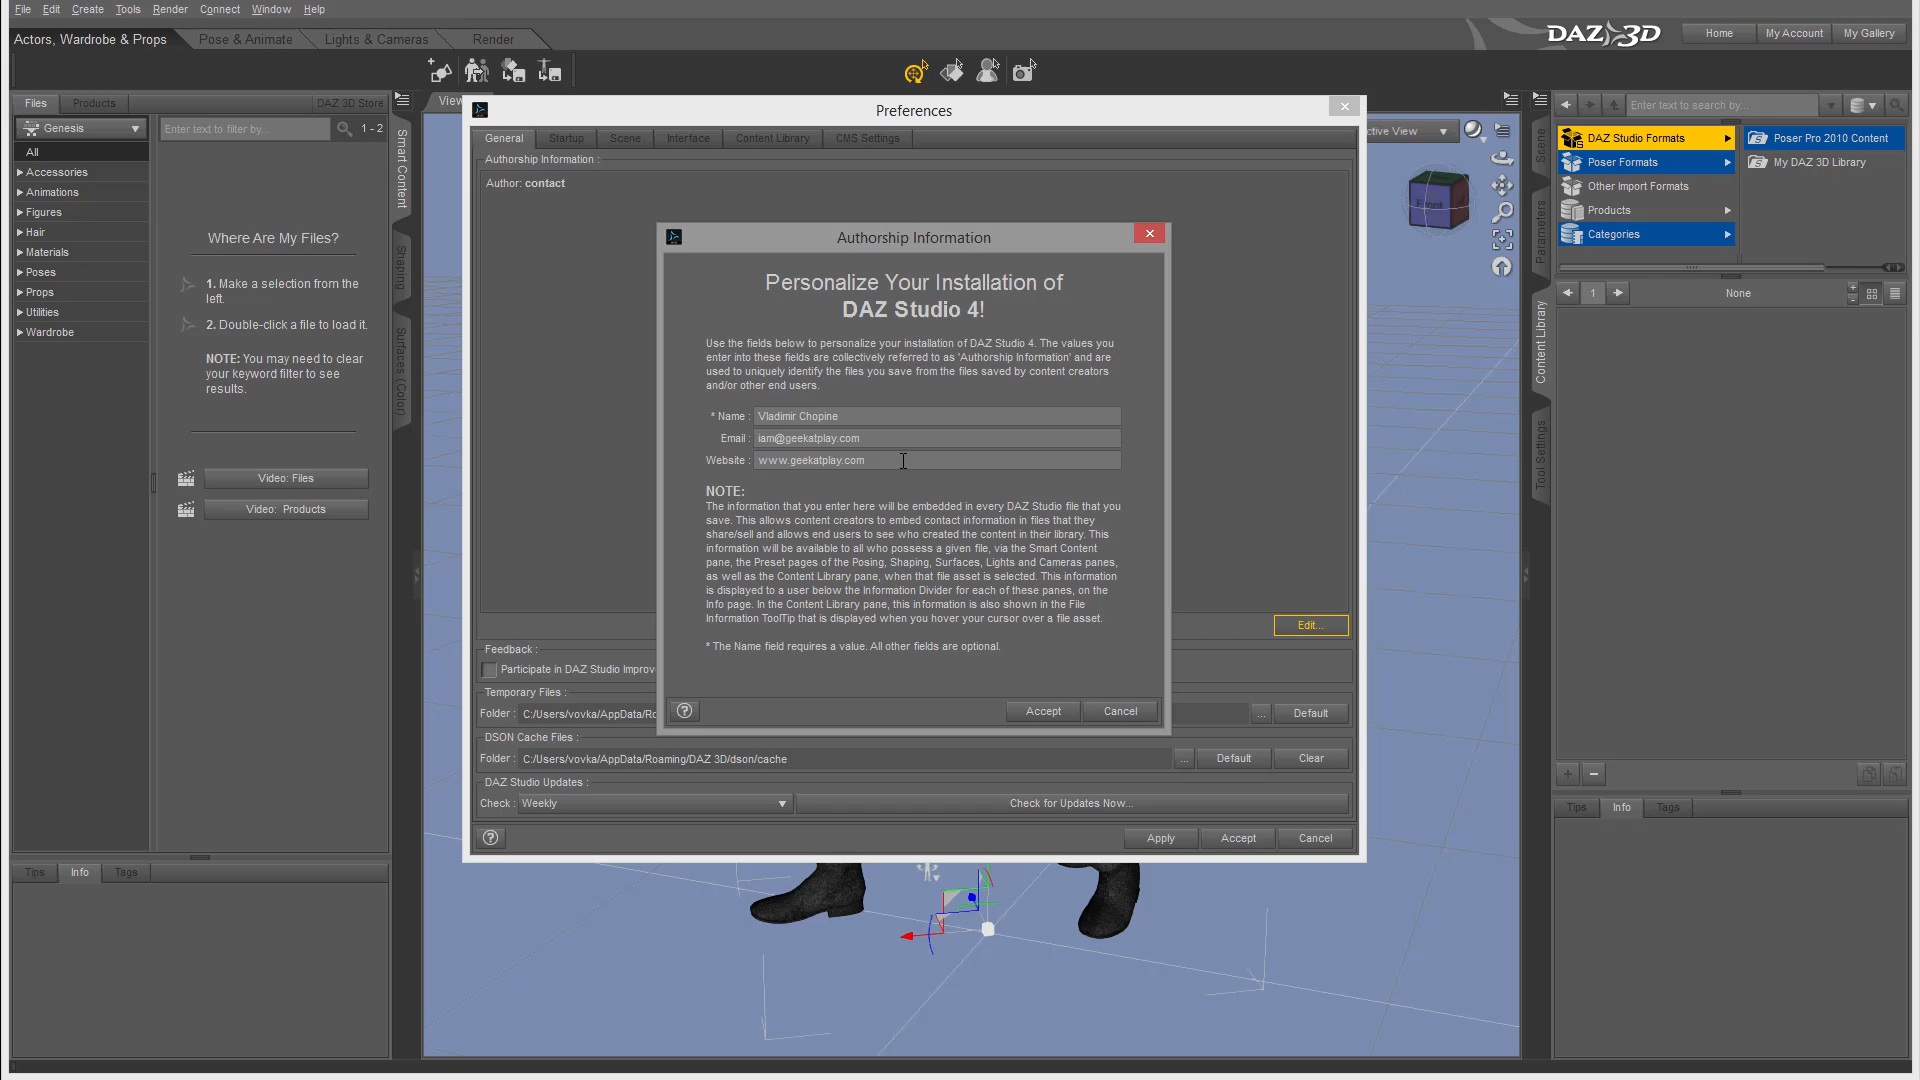 File Edit Create Tools Render Connect Window Help
Actors, Wardrobe & Props Pose & Animate Lights & Cameras Render
DAZ 3D
Home My Account My Gallery
Files Products DAZ 3D Store
Genesis Enter text to filter by... 1 - 2
All
Accessories
Animations
Figures
Hair
Materials
Poses
Props
Utilities
Wardrobe
Where Are My Files?
1. Make a selection from the
left.
2. Double-click a file to load it.
NOTE: You may need to clear
your keyword filter to see
results.
Video: Files
Video: Products
Tips Info Tags
Smart Content
Shaping
Surfaces (Color)
View
Preferences
General Startup Scene Interface Content Library CMS Settings
Authorship Information :
Author: contact
Authorship Information
Personalize Your Installation of
DAZ Studio 4!
Use the fields below to personalize your installation of DAZ Studio 4. The values you
enter into these fields are collectively referred to as 'Authorship Information' and are
used to uniquely identify the files you save from the files saved by content creators
and/or other end users.
* Name : Vladimir Chopine
Email : iam@geekatplay.com
Website : www.geekatplay.com
NOTE:
The information that you enter here will be embedded in every DAZ Studio file that you
save. This allows content creators to embed contact information in files that they
share/sell and allows end users to see who created the content in their library. This
information will be available to all who possess a given file, via the Smart Content
pane, the Preset pages of the Posing, Shaping, Surfaces, Lights and Cameras panes,
as well as the Content Library pane, when that file asset is selected. This information
is displayed to a user below the Information Divider for each of these panes, on the
Info page. In the Content Library pane, this information is also shown in the File
Information ToolTip that is displayed when you hover your cursor over a file asset.
* The Name field requires a value. All other fields are optional.
Accept Cancel
Edit...
Feedback :
Participate in DAZ Studio Improve
Temporary Files :
Folder : C:/Users/vovka/AppData/Ro ... Default
DSON Cache Files :
Folder : C:/Users/vovka/AppData/Roaming/DAZ 3D/dson/cache ... Default Clear
DAZ Studio Updates :
Check : Weekly Check for Updates Now...
Apply Accept Cancel
ctive View
Front
Scene
Parameters
Content Library
Tool Settings
Enter text to search by...
DAZ Studio Formats
Poser Formats
Other Import Formats
Products
Categories
Poser Pro 2010 Content
My DAZ 3D Library
1 None
Tips Info Tags